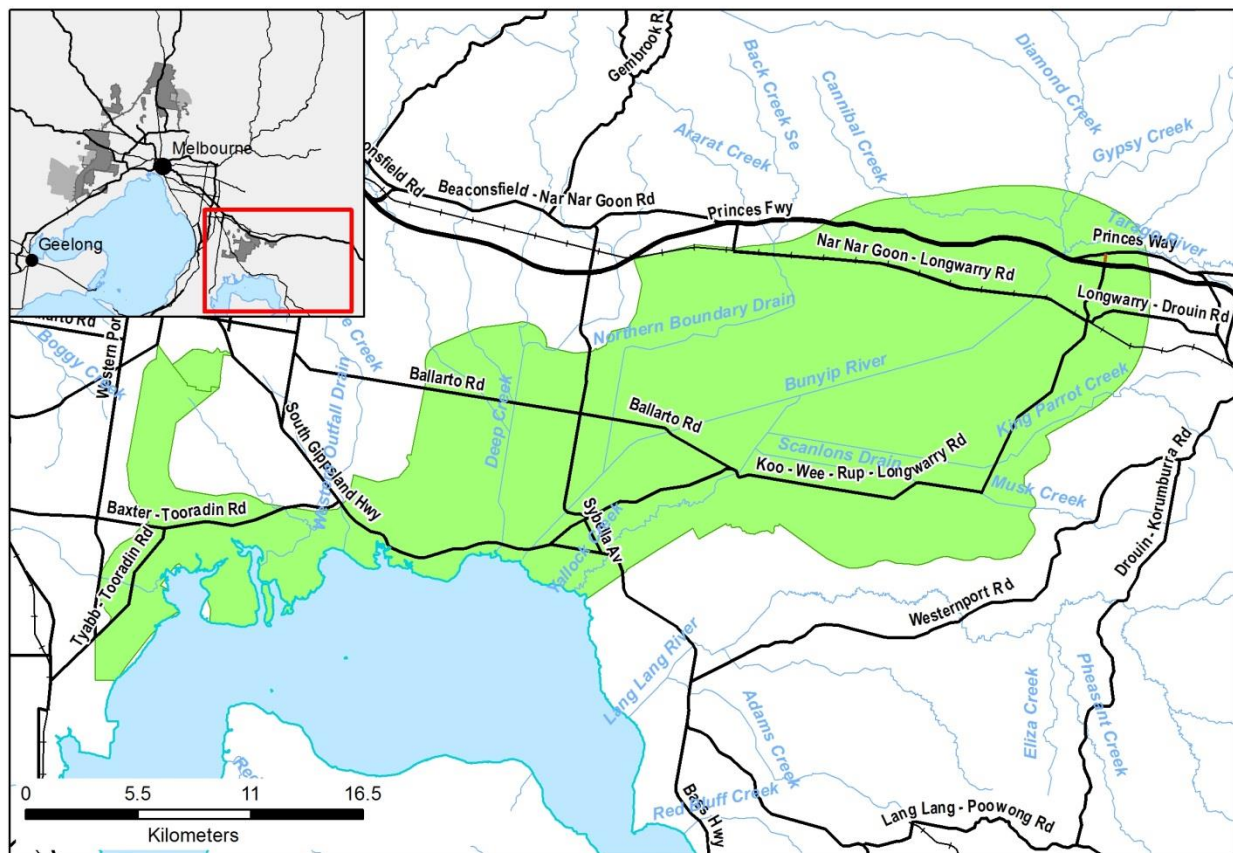 Melbourne
Geelong
Gembrook R
Back Creek Se
Cannibal Creek
Diamond Creek
Gypsy Creek
Ararat Creek
onsfield Rd
Beaconsfield - Nar Nar Goon Rd
Princes Fwy
Tarago River
Princes Way
Nar Nar Goon - Longwarry Rd
Longwarry - Drouin Rd
Northern Boundary Drain
Bunyip River
Boggy Creek
Western Por
South Gippsland Hwy
Western Outfall Drain
Deep Creek
Ballarto Rd
Ballarto Rd
King Parrot Creek
Scanlons Drain
Koo - Wee - Rup - Longwarry Rd
Musk Creek
Drouin - Korumburra Rd
Baxter - Tooradin Rd
Tyabb - Tooradin Rd
Sybella Av
Yallock Creek
Westernport Rd
Lang Lang River
Adams Creek
Eliza Creek
Pheasant Creek
Red Bluff Creek
Bass Hwy
Lang Lang - Poowong Rd
0 5.5 11 16.5
Kilometers